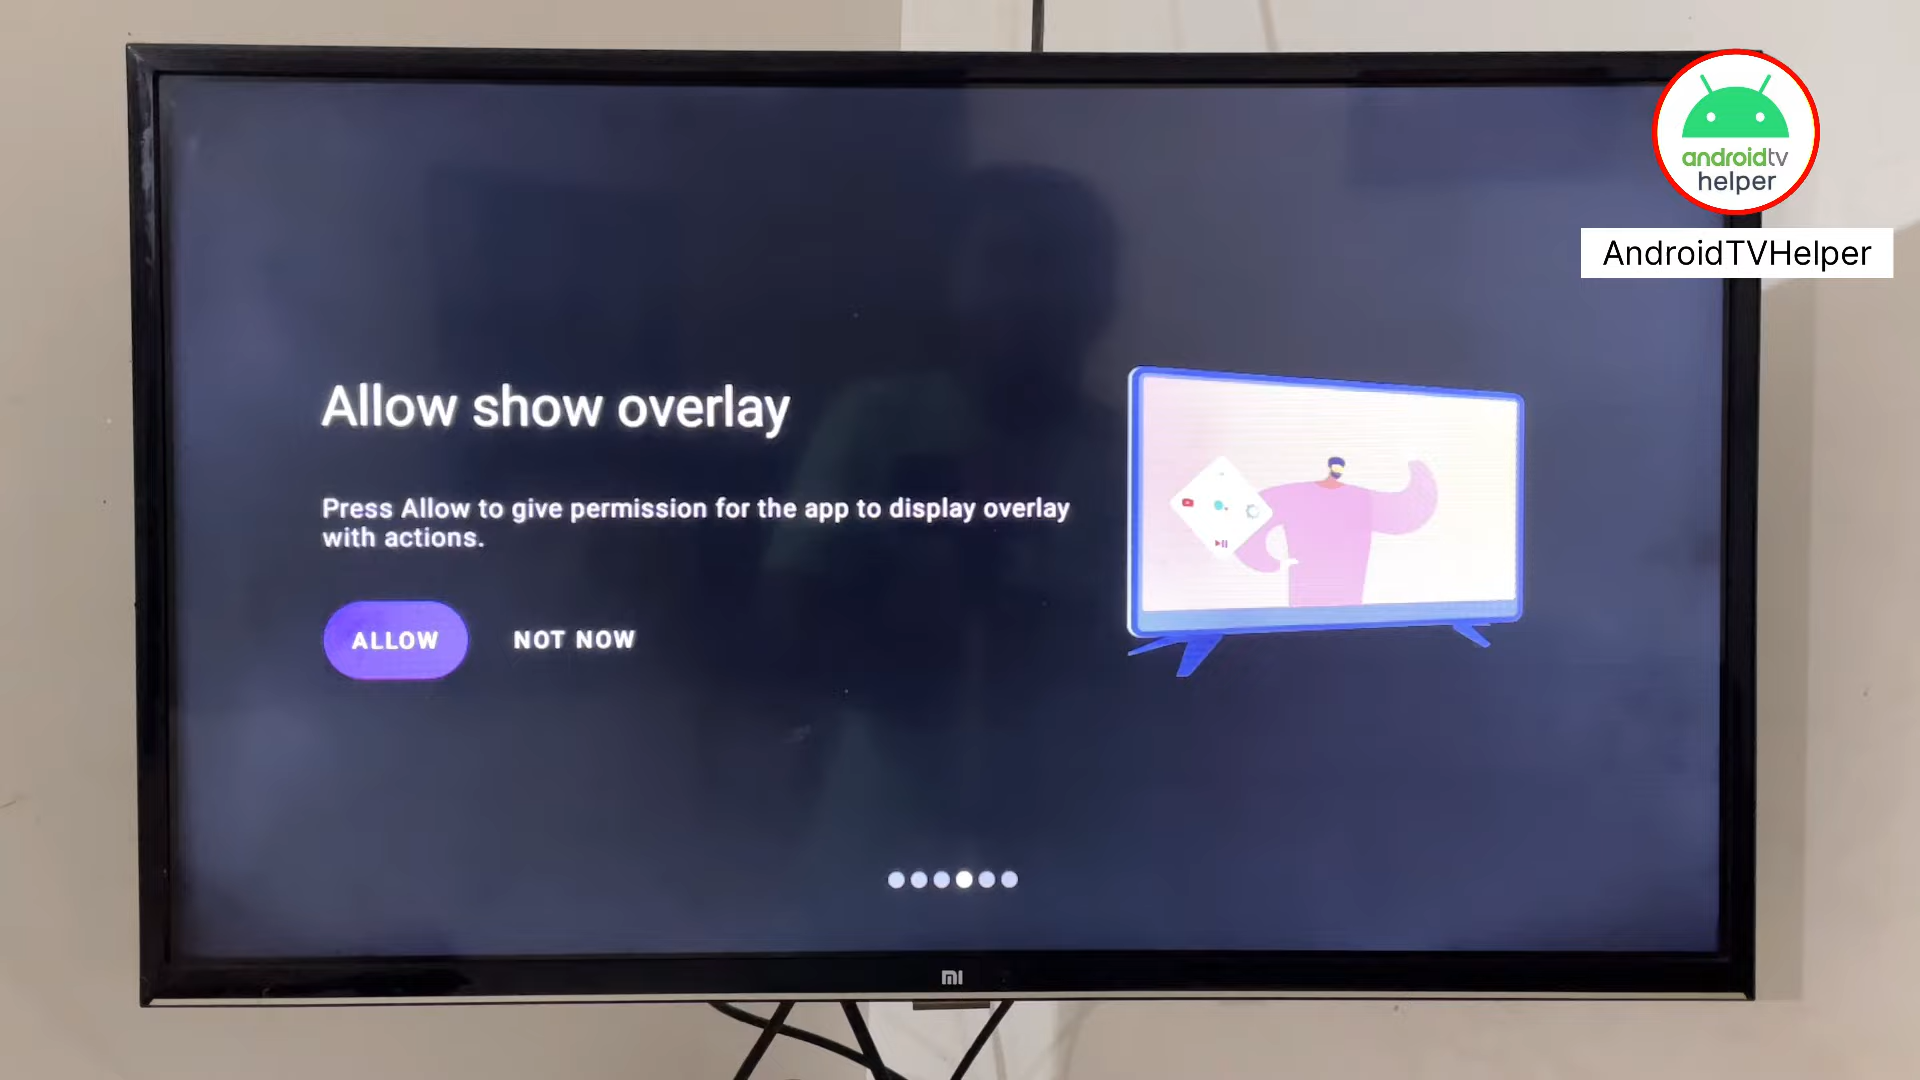 androidtv
helper
AndroidTVHelper
Allow show overlay
Press Allow to give permission for the app to display overlay
with actions.
ALLOW NOT NOW
mi